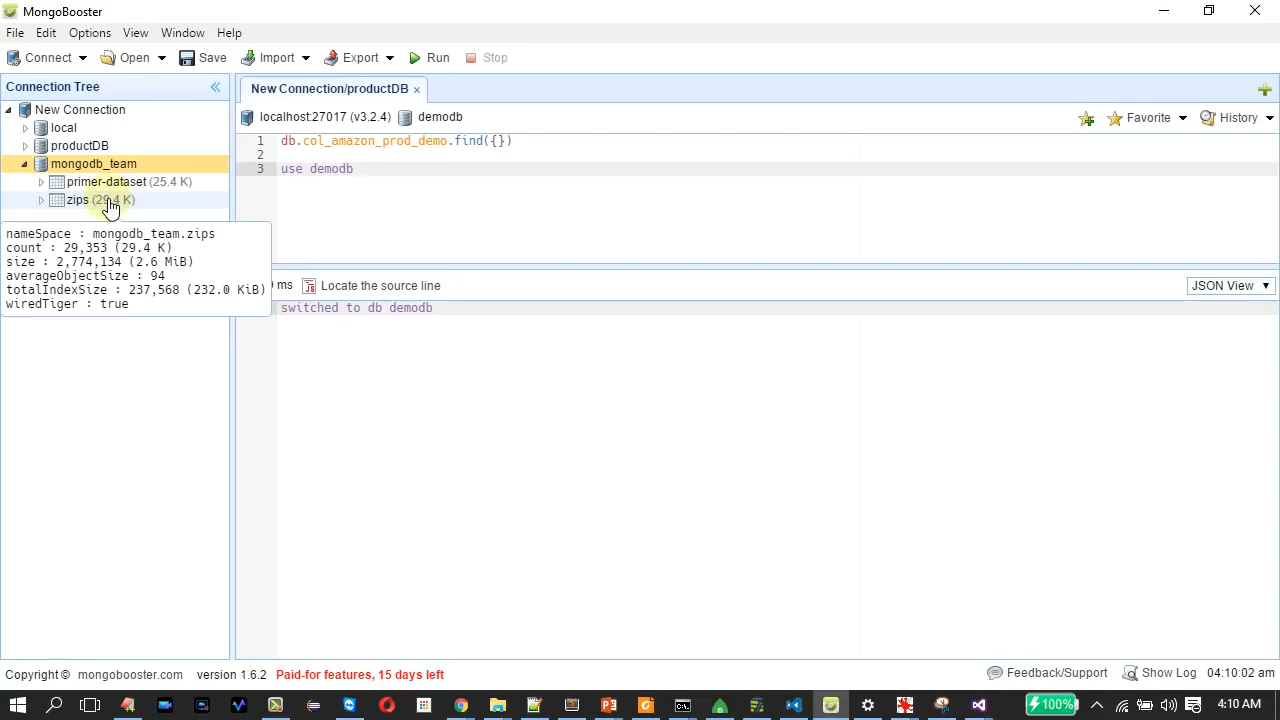 MongoBooster
File Edit Options View Window Help
Connect Open Save Import Export Run Stop
Connection Tree
New Connection
local
productDB
mongodb_team
primer-dataset (25.4 K)
zips (29.4 K)
nameSpace : mongodb_team.zips
count : 29,353 (29.4 K)
size : 2,774,134 (2.6 MiB)
averageObjectSize : 94
totalIndexSize : 237,568 (232.0 KiB)
wiredTiger : true
New Connection/productDB ×
localhost:27017 (v3.2.4) demodb Favorite History
1 db.col_amazon_prod_demo.find({})
2
3 use demodb
ms Locate the source line JSON View
switched to db demodb
Copyright © mongobooster.com version 1.6.2 Paid-for features, 15 days left Feedback/Support Show Log 04:10:02 am
100% 4:10 AM